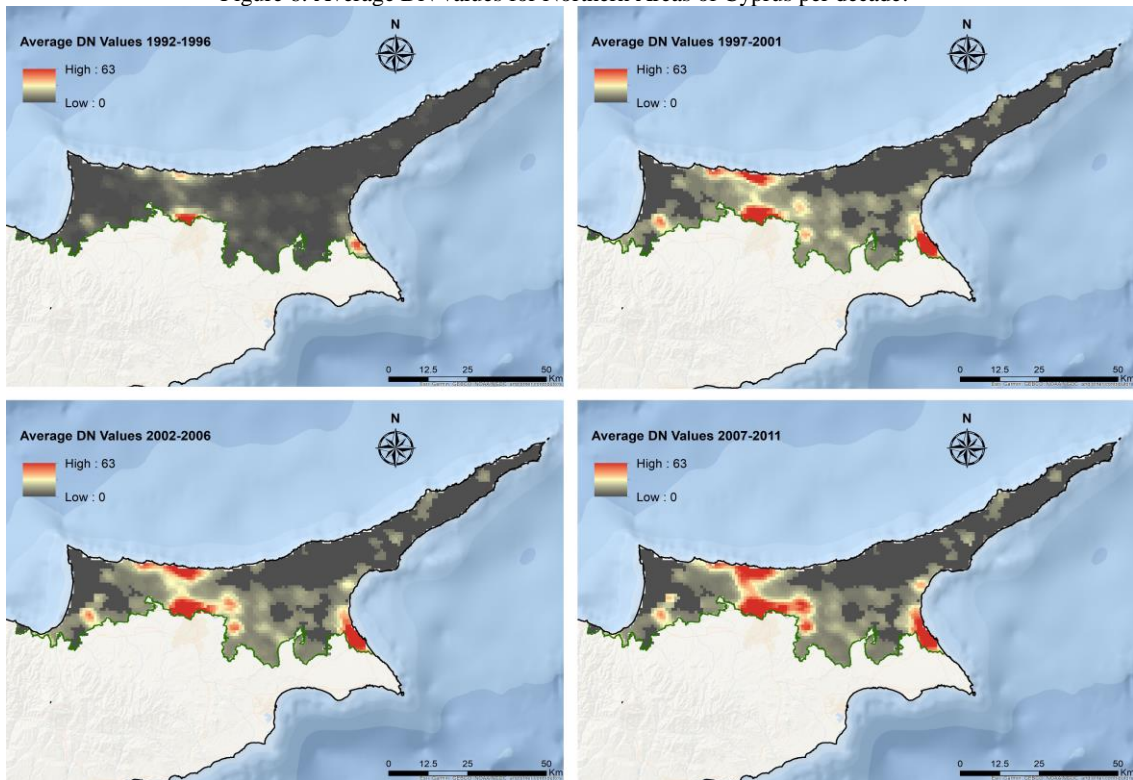 Figure 6. Average DN values for Northern Areas of Cyprus per decade.
Average DN Values 1992-1996
High : 63
Low : 0
N
0 12.5 25 50
Km
Average DN Values 1997-2001
High : 63
Low : 0
N
0 12.5 25 50
Km
Average DN Values 2002-2006
High : 63
Low : 0
N
0 12.5 25 50
Km
Average DN Values 2007-2011
High : 63
Low : 0
N
0 12.5 25 50
Km